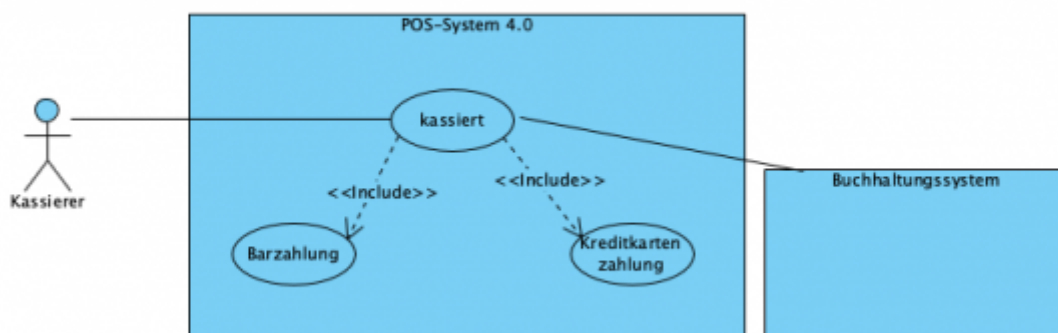 POS-System 4.0
kassiert
Kassierer
<<Include>>
<<Include>>
Buchhaltungssystem
Barzahlung
Kreditkarten
zahlung